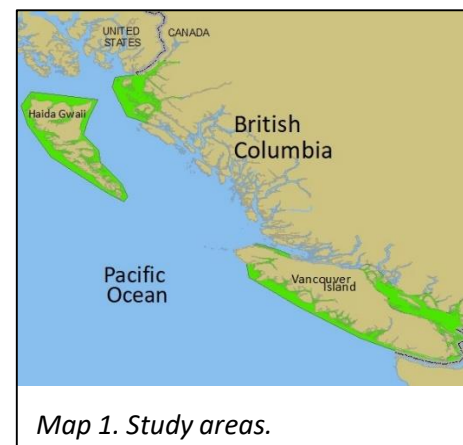 UNITED
STATES
CANADA
Haida Gwaii
British
Columbia
Pacific
Ocean
Vancouver
Island
Map 1. Study areas.